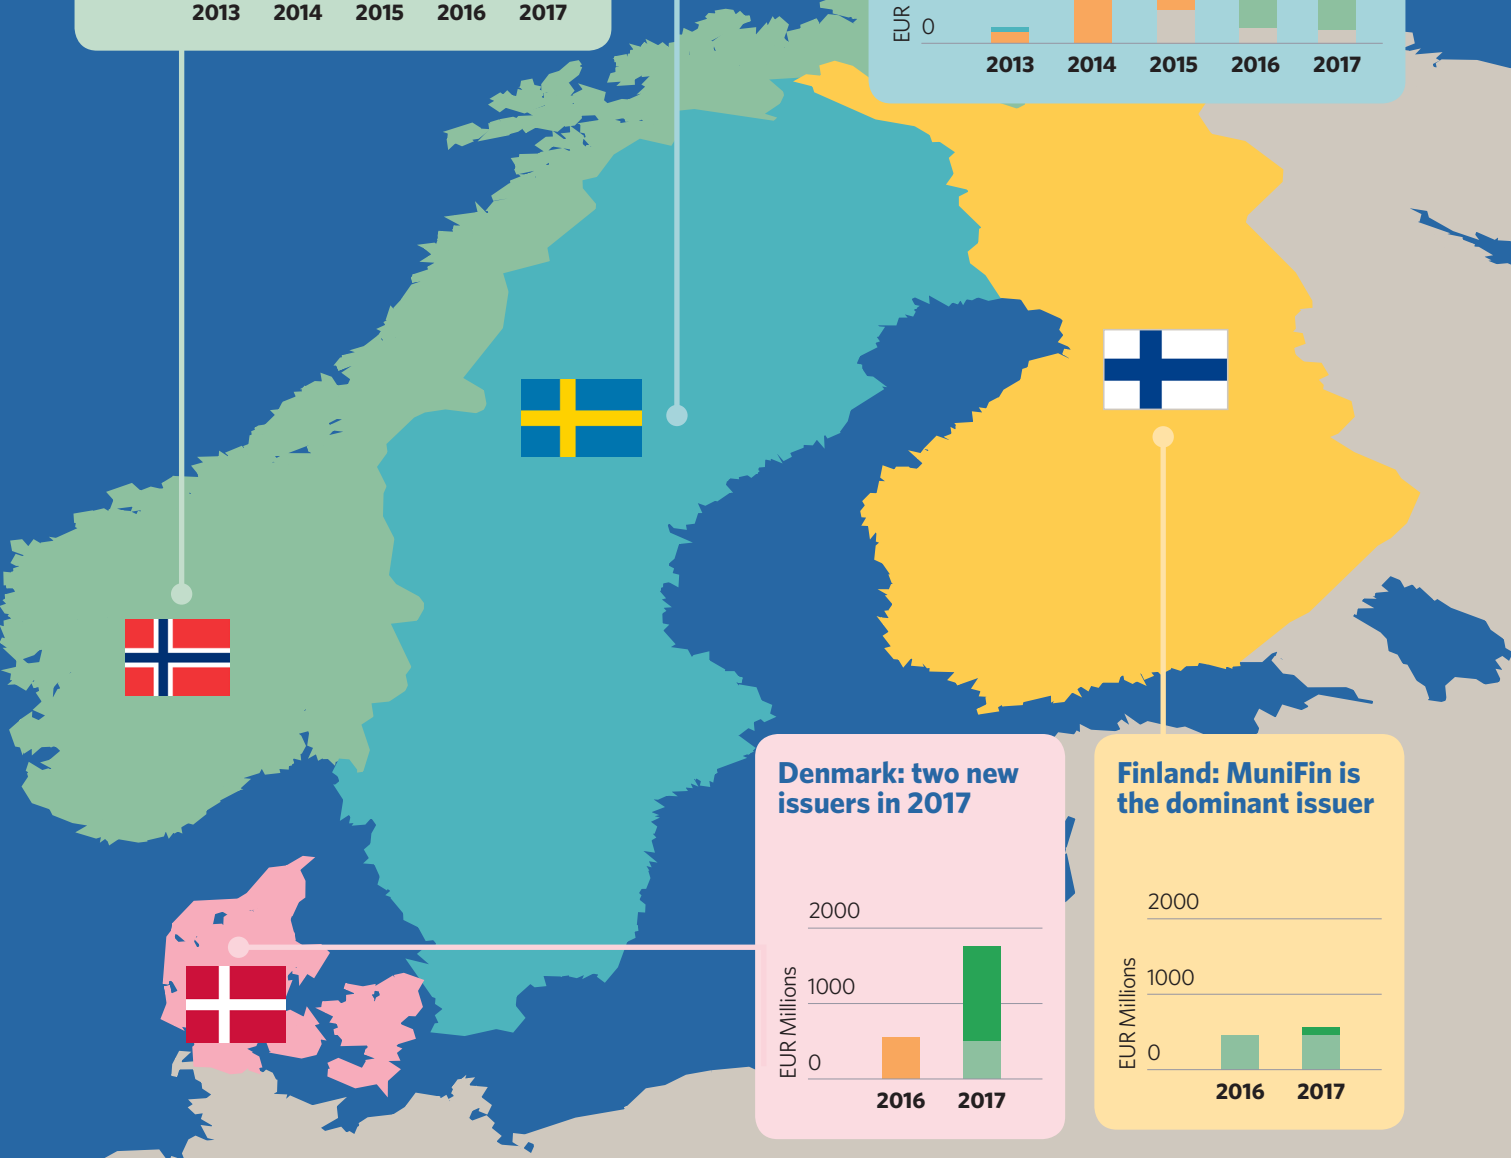 2013 2014 2015 2016 2017
EUR
0
2013 2014 2015 2016 2017
Denmark: two new
issuers in 2017
2000
1000
0
EUR Millions
2016 2017
Finland: MuniFin is
the dominant issuer
2000
1000
0
EUR Millions
2016 2017